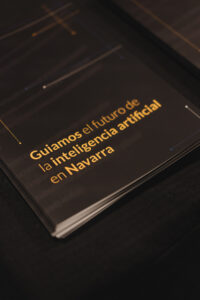 Guiamos el futuro de
la inteligencia artificial
en Navarra